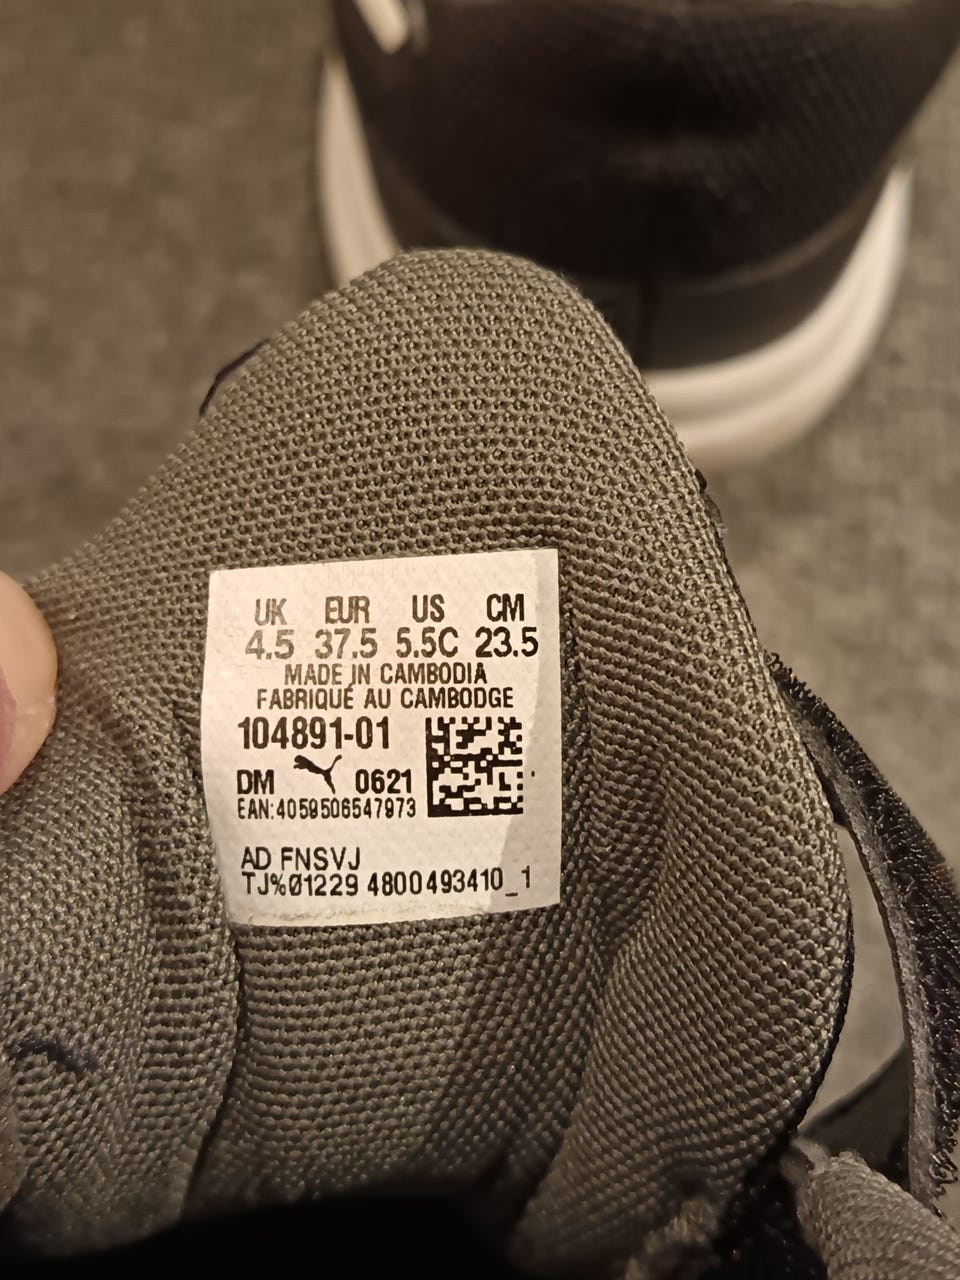 UK EUR US CM
4.5 37.5 5.5C 23.5
MADE IN CAMBODIA
FABRIQUÉ AU CAMBODGE
104891-01
DM 0621
EAN:4059506547973
AD FNSVJ
TJ%Ø1229 4800493410_1